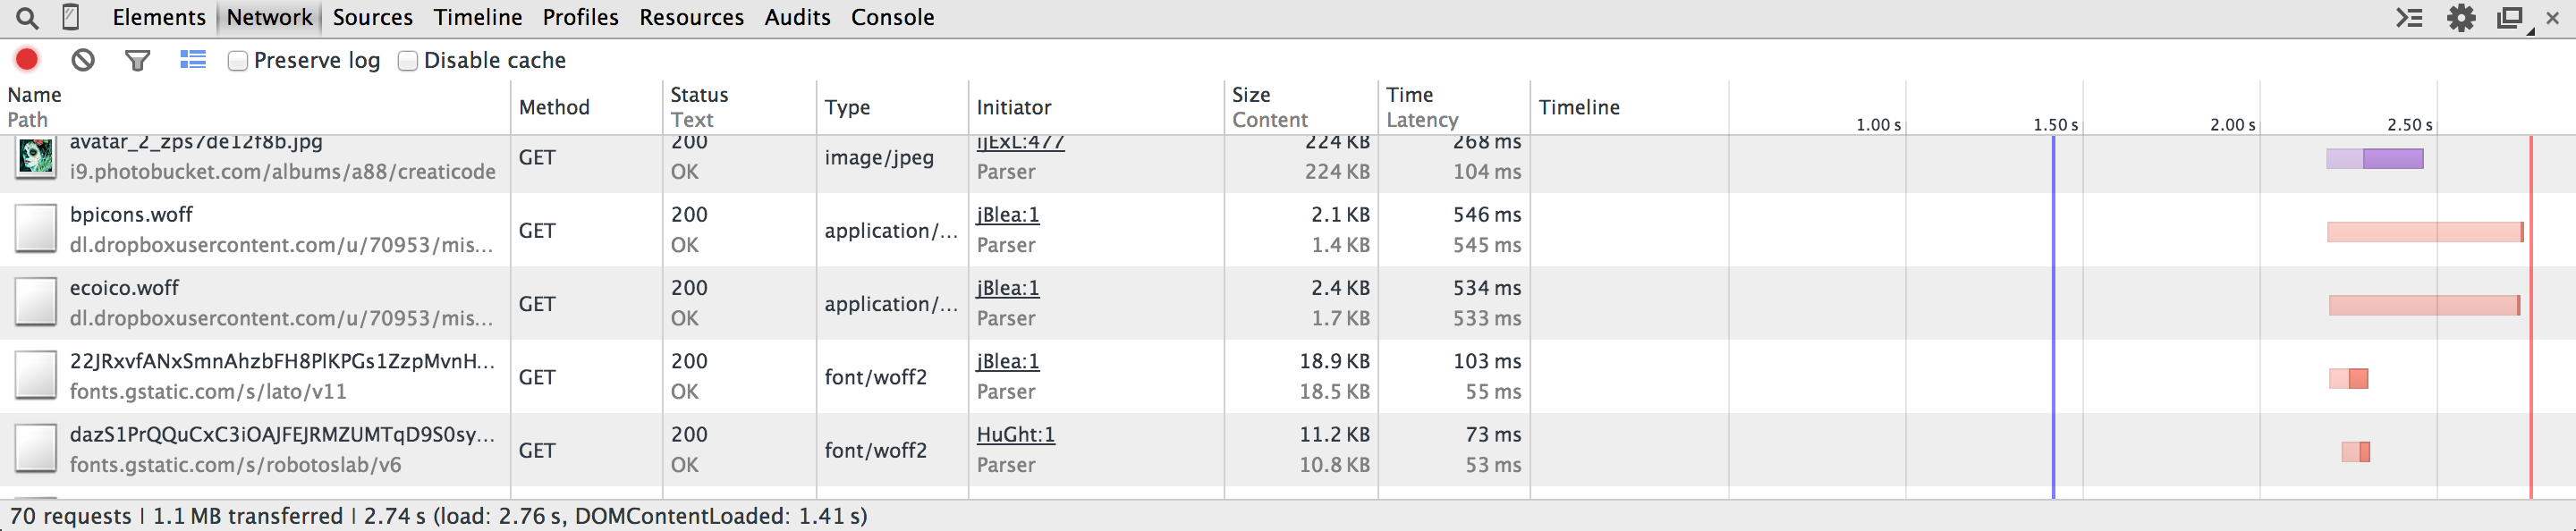 Elements Network Sources Timeline Profiles Resources Audits Console
Preserve log Disable cache
Name Path Method Status Text Type Initiator Size Content Time Latency Timeline 1.00 s 1.50 s 2.00 s 2.50 s
avatar_2_zps7de12f8b.jpg 200 ijExL:477 224 KB 268 ms
GET image/jpeg
i9.photobucket.com/albums/a88/creaticode OK Parser 224 KB 104 ms
bpicons.woff 200 jBlea:1 2.1 KB 546 ms
GET application/...
dl.dropboxusercontent.com/u/70953/mis... OK Parser 1.4 KB 545 ms
ecoico.woff 200 jBlea:1 2.4 KB 534 ms
GET application/...
dl.dropboxusercontent.com/u/70953/mis... OK Parser 1.7 KB 533 ms
22JRxvfANxSmnAhzbFH8PlKPGs1ZzpMvnH... 200 jBlea:1 18.9 KB 103 ms
GET font/woff2
fonts.gstatic.com/s/lato/v11 OK Parser 18.5 KB 55 ms
dazS1PrQQuCxC3iOAJFEJRMZUMTqD9S0sy... 200 HuGht:1 11.2 KB 73 ms
GET font/woff2
fonts.gstatic.com/s/robotoslab/v6 OK Parser 10.8 KB 53 ms
70 requests | 1.1 MB transferred | 2.74 s (load: 2.76 s, DOMContentLoaded: 1.41 s)